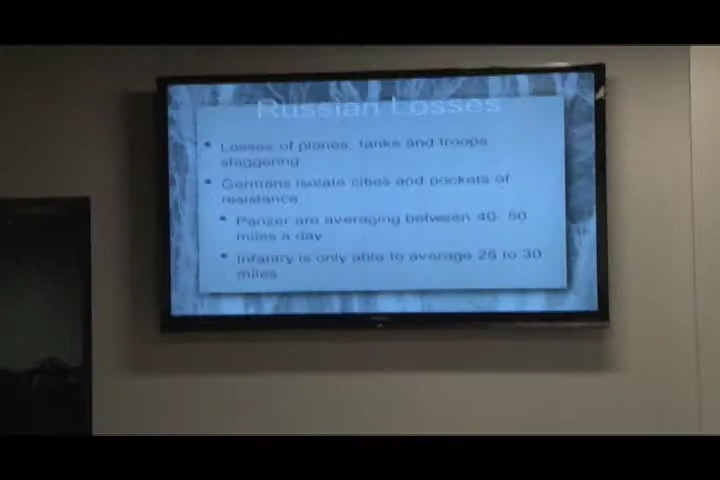 Russian Losses
• Losses of planes, tanks and troops
staggering
• Germans isolate cities and pockets of
resistance
• Panzer are averaging between 40- 50
miles a day
• Infantry is only able to average 25 to 30
miles